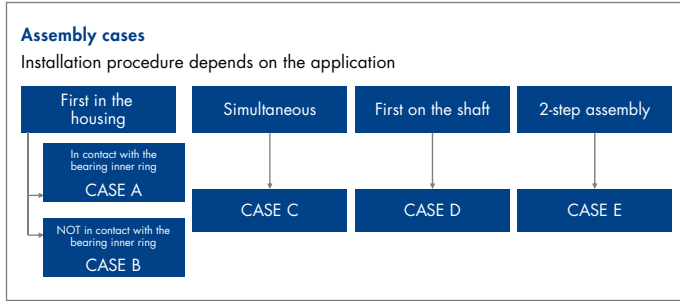 Assembly cases
Installation procedure depends on the application
First in the
housing
Simultaneous
First on the shaft
2-step assembly
In contact with the
bearing inner ring
CASE A
NOT in contact with the
bearing inner ring
CASE B
CASE C
CASE D
CASE E